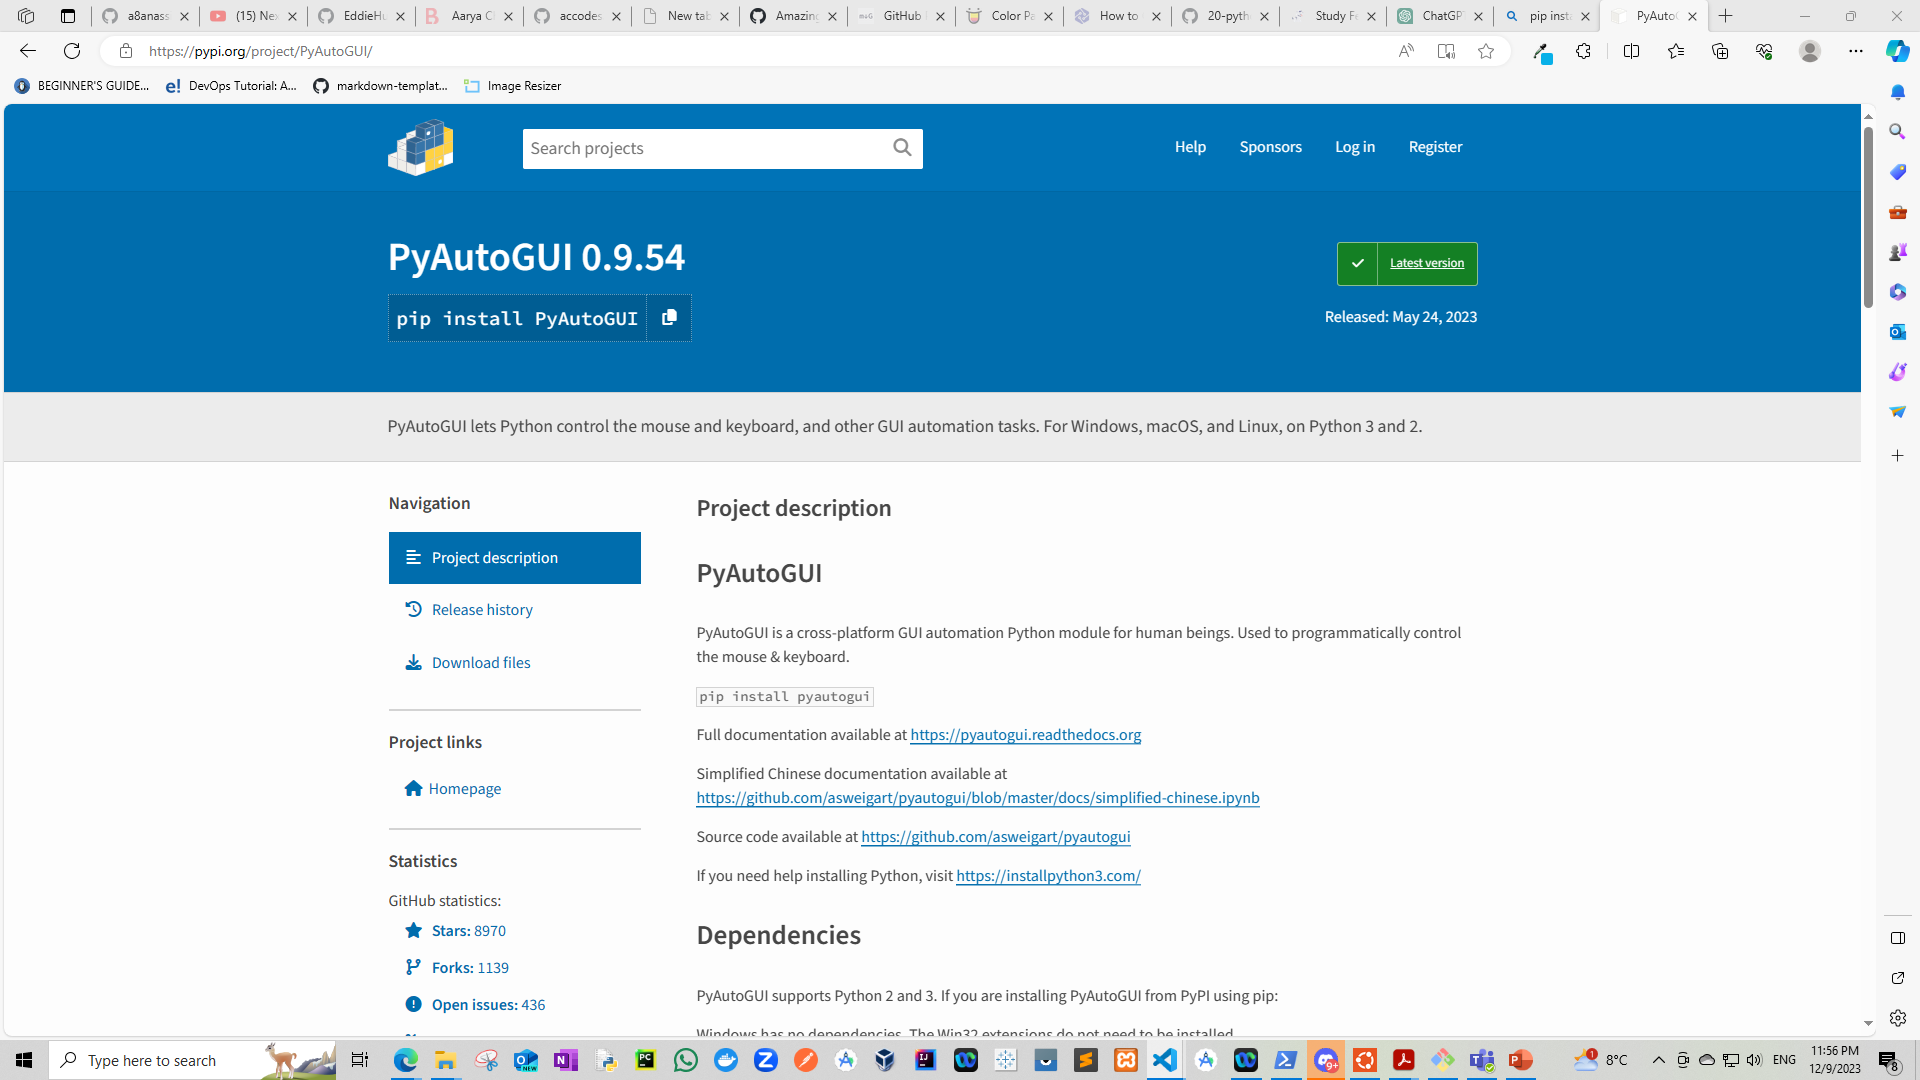 a8anass
(15) Nex
EddieHu
Aarya C
accodes
New tab
Amazing
GitHub
Color Pa
How to
20-pyth
Study Fe
ChatGPT
pip inst
PyAutoG
https://pypi.org/project/PyAutoGUI/
BEGINNER'S GUIDE...
DevOps Tutorial: A...
markdown-templat...
Image Resizer
Search projects
Help
Sponsors
Log in
Register
PyAutoGUI 0.9.54
Latest version
pip install PyAutoGUI
Released: May 24, 2023
PyAutoGUI lets Python control the mouse and keyboard, and other GUI automation tasks. For Windows, macOS, and Linux, on Python 3 and 2.
Navigation
Project description
Release history
Download files
Project links
Homepage
Statistics
GitHub statistics:
Stars: 8970
Forks: 1139
Open issues: 436
Project description
PyAutoGUI
PyAutoGUI is a cross-platform GUI automation Python module for human beings. Used to programmatically control
the mouse & keyboard.
pip install pyautogui
Full documentation available at https://pyautogui.readthedocs.org
Simplified Chinese documentation available at
https://github.com/asweigart/pyautogui/blob/master/docs/simplified-chinese.ipynb
Source code available at https://github.com/asweigart/pyautogui
If you need help installing Python, visit https://installpython3.com/
Dependencies
PyAutoGUI supports Python 2 and 3. If you are installing PyAutoGUI from PyPI using pip:
Windows has no dependencies. The Win32 extensions do not need to be installed.
Type here to search
8°C
ENG
11:56 PM
12/9/2023